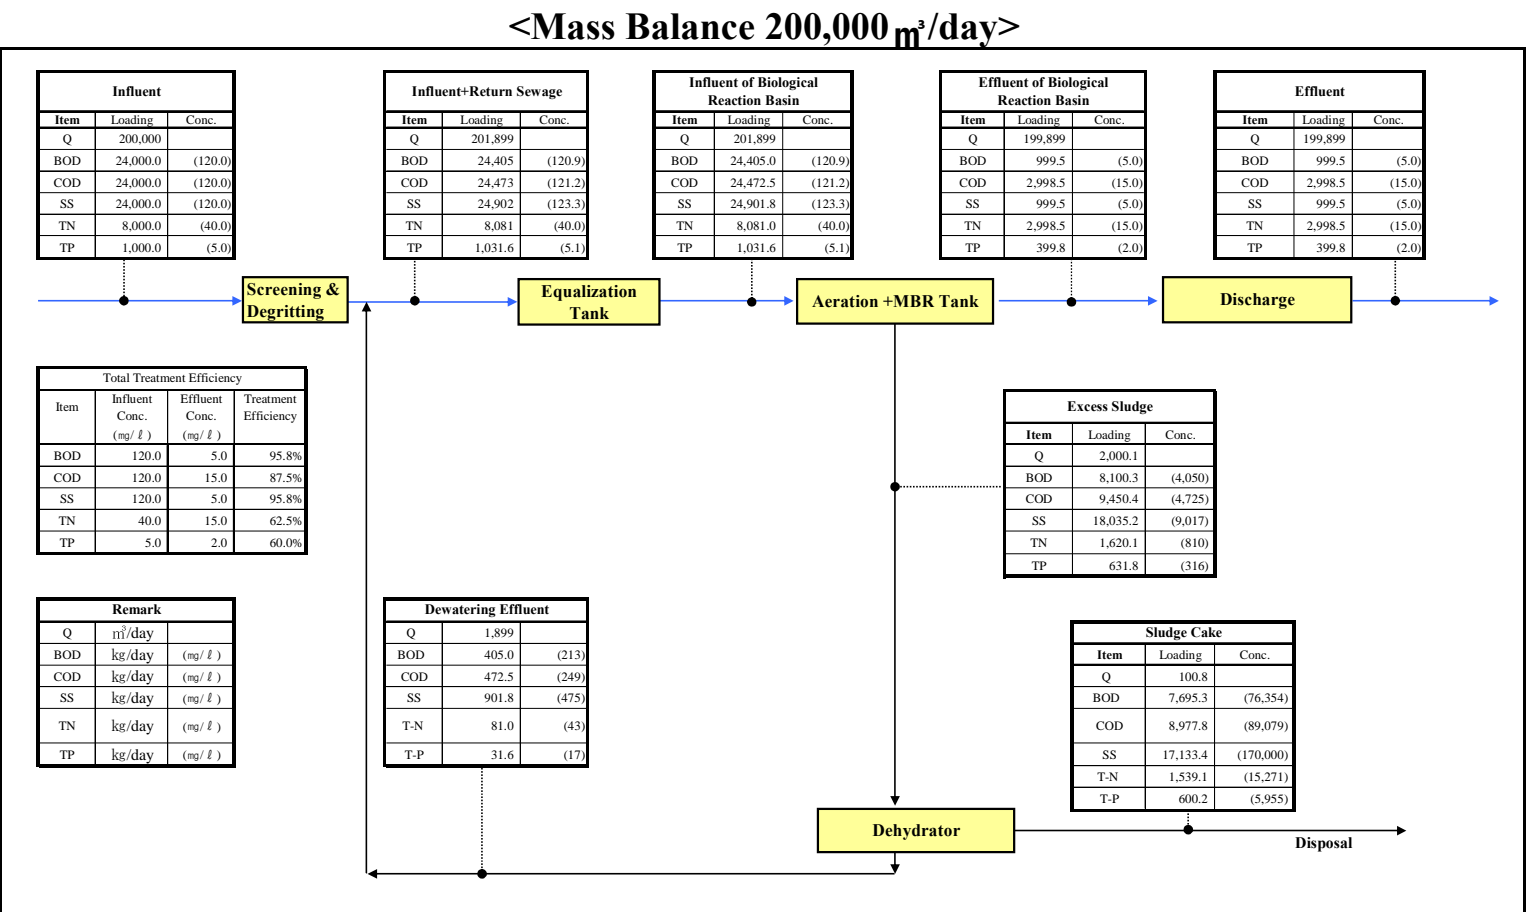 <Mass Balance 200,000㎥/day>
Influent
Item Loading Conc.
Q 200,000
BOD 24,000.0 (120.0)
COD 24,000.0 (120.0)
SS 24,000.0 (120.0)
TN 8,000.0 (40.0)
TP 1,000.0 (5.0)
Influent+Return Sewage
Item Loading Conc.
Q 201,899
BOD 24,405 (120.9)
COD 24,473 (121.2)
SS 24,902 (123.3)
TN 8,081 (40.0)
TP 1,031.6 (5.1)
Influent of Biological
Reaction Basin
Item Loading Conc.
Q 201,899
BOD 24,405.0 (120.9)
COD 24,472.5 (121.2)
SS 24,901.8 (123.3)
TN 8,081.0 (40.0)
TP 1,031.6 (5.1)
Effluent of Biological
Reaction Basin
Item Loading Conc.
Q 199,899
BOD 999.5 (5.0)
COD 2,998.5 (15.0)
SS 999.5 (5.0)
TN 2,998.5 (15.0)
TP 399.8 (2.0)
Effluent
Item Loading Conc.
Q 199,899
BOD 999.5 (5.0)
COD 2,998.5 (15.0)
SS 999.5 (5.0)
TN 2,998.5 (15.0)
TP 399.8 (2.0)
Screening &
Degritting
Equalization
Tank
Aeration +MBR Tank
Discharge
Total Treatment Efficiency
Item Influent Effluent Treatment
Conc. Conc. Efficiency
(㎎/ℓ) (㎎/ℓ)
BOD 120.0 5.0 95.8%
COD 120.0 15.0 87.5%
SS 120.0 5.0 95.8%
TN 40.0 15.0 62.5%
TP 5.0 2.0 60.0%
Excess Sludge
Item Loading Conc.
Q 2,000.1
BOD 8,100.3 (4,050)
COD 9,450.4 (4,725)
SS 18,035.2 (9,017)
TN 1,620.1 (810)
TP 631.8 (316)
Remark
Q ㎥/day
BOD kg/day (㎎/ℓ)
COD kg/day (㎎/ℓ)
SS kg/day (㎎/ℓ)
TN kg/day (㎎/ℓ)
TP kg/day (㎎/ℓ)
Dewatering Effluent
Q 1,899
BOD 405.0 (213)
COD 472.5 (249)
SS 901.8 (475)
T-N 81.0 (43)
T-P 31.6 (17)
Sludge Cake
Item Loading Conc.
Q 100.8
BOD 7,695.3 (76,354)
COD 8,977.8 (89,079)
SS 17,133.4 (170,000)
T-N 1,539.1 (15,271)
T-P 600.2 (5,955)
Dehydrator
Disposal